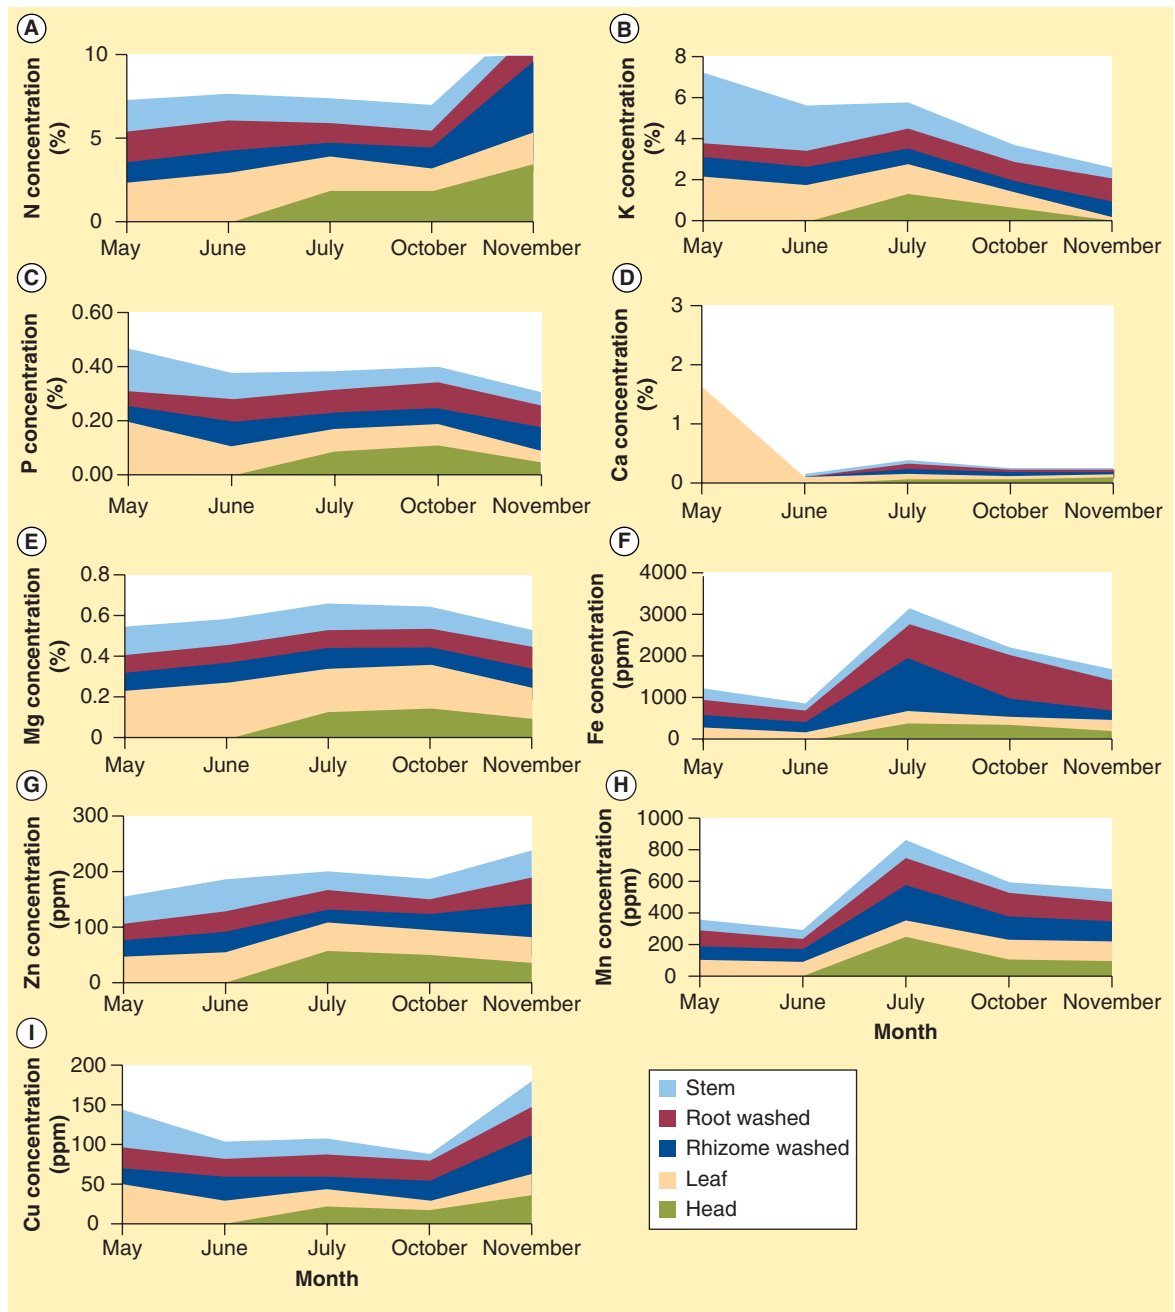 A
N concentration
(%)
10
5
0
May June July October November
B
K concentration
(%)
8
6
4
2
0
May June July October November
C
P concentration
(%)
0.60
0.40
0.20
0.00
May June July October November
D
Ca concentration
(%)
3
2
1
0
May June July October November
E
Mg concentration
(%)
0.8
0.6
0.4
0.2
0
May June July October November
F
Fe concentration
(ppm)
4000
3000
2000
1000
0
May June July October November
G
Zn concentration
(ppm)
300
200
100
0
May June July October November
H
Mn concentration
(ppm)
1000
800
600
400
200
0
May June July October November
Month
I
Cu concentration
(ppm)
200
150
100
50
0
May June July October November
Month
Stem
Root washed
Rhizome washed
Leaf
Head